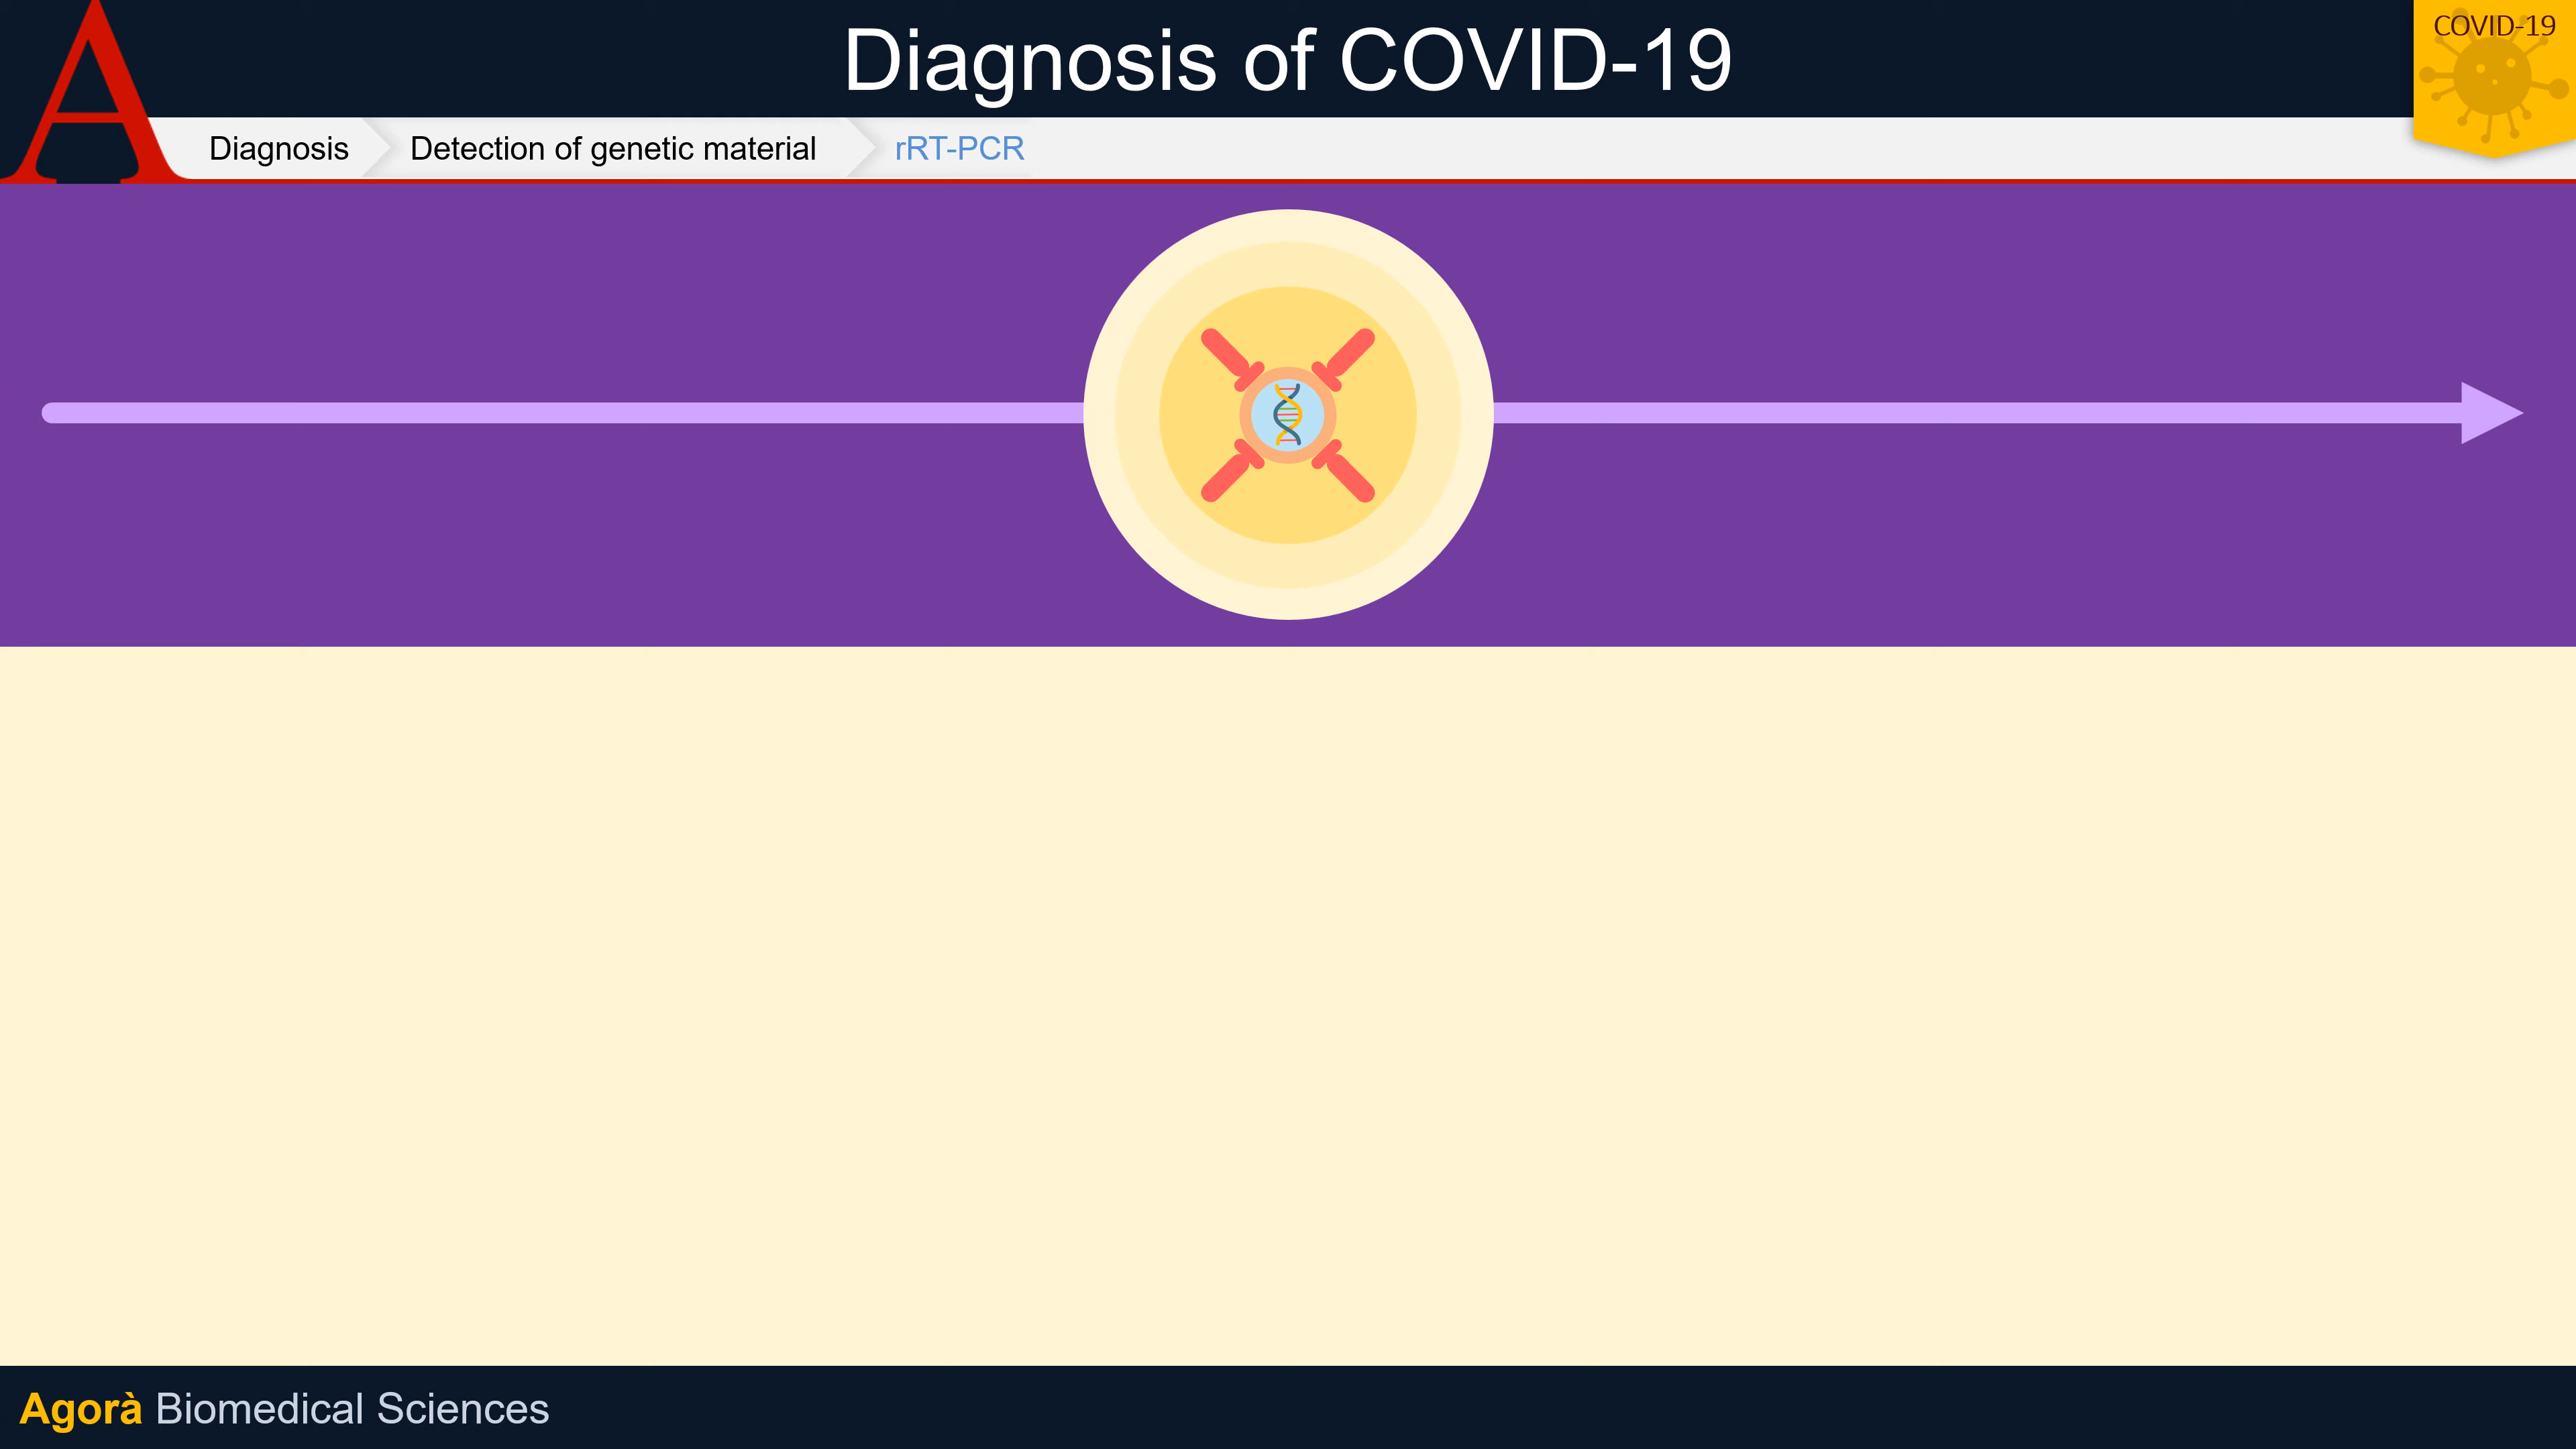 Diagnosis of COVID-19
COVID-19
Diagnosis
Detection of genetic material
rRT-PCR
Agorà Biomedical Sciences